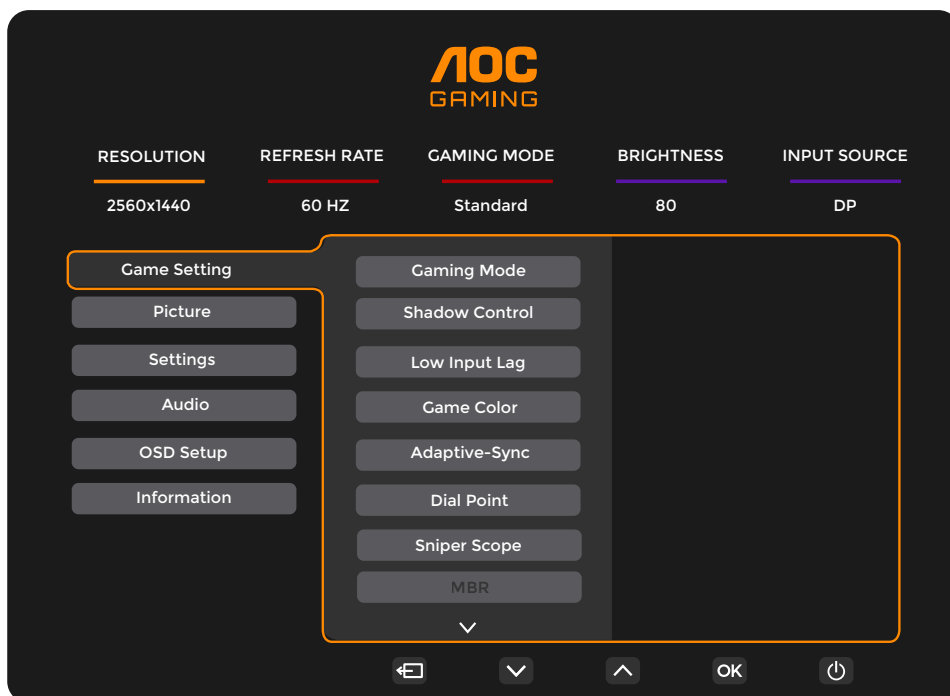 AOC
GAMING
RESOLUTION REFRESH RATE GAMING MODE BRIGHTNESS INPUT SOURCE
2560x1440 60 HZ Standard 80 DP
Game Setting
Picture
Settings
Audio
OSD Setup
Information
Gaming Mode
Shadow Control
Low Input Lag
Game Color
Adaptive-Sync
Dial Point
Sniper Scope
MBR
OK